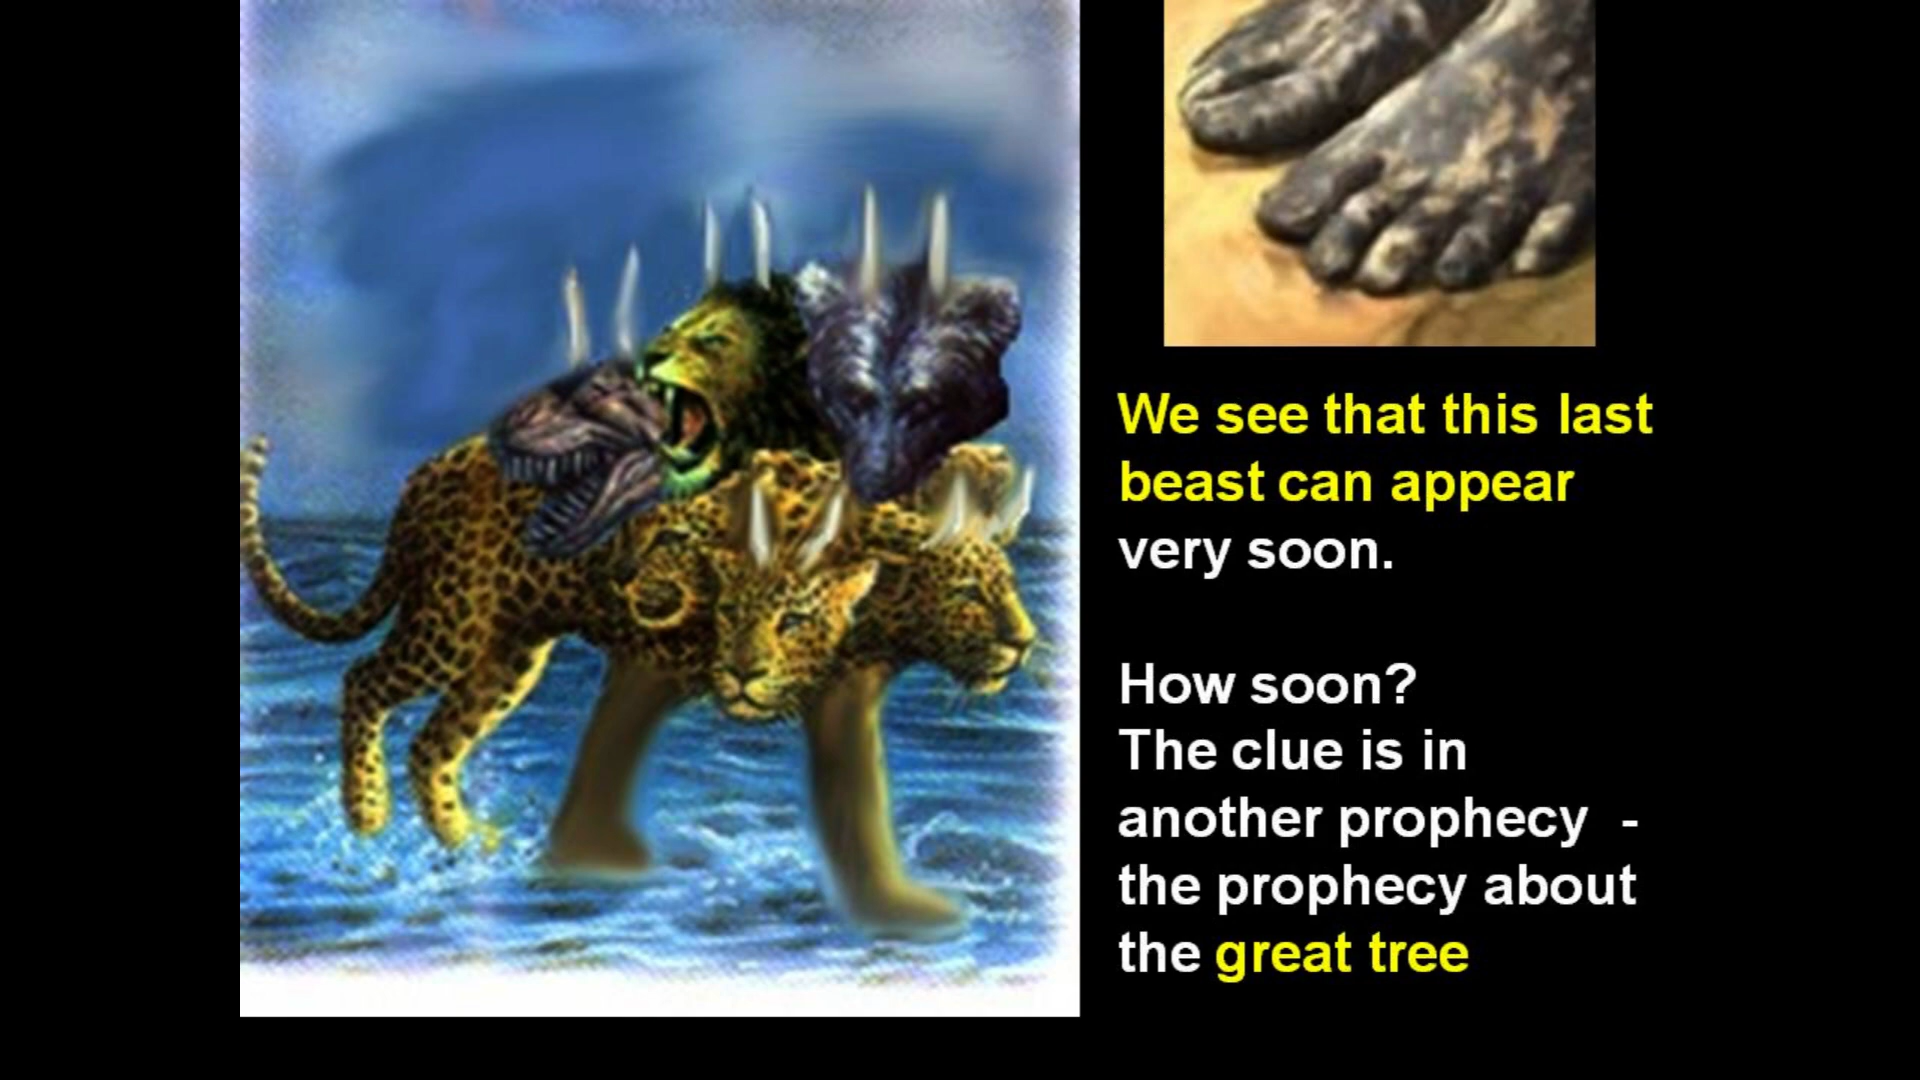 We see that this last
beast can appear
very soon.
How soon?
The clue is in
another prophecy -
the prophecy about
the great tree